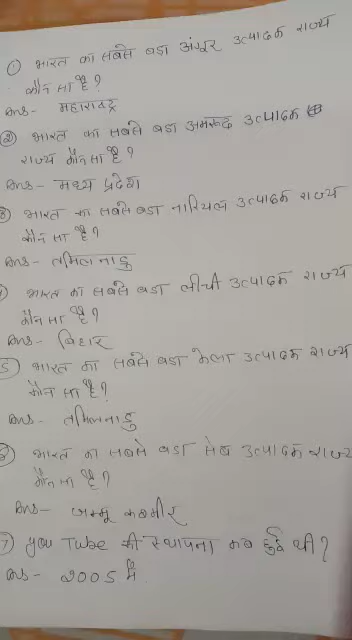 ① भारत का सबसे बडा अंगूर उत्पादक राज्य
कौन सा है?
Ans- महाराष्ट्र
② भारत का सबसे बडा अमरूद उत्पादक
राज्य कौन सा है?
Ans- मध्य प्रदेश
③ भारत का सबसे बडा नारियल उत्पादक राज्य
कौन सा है?
Ans- तमिलनाडु
भारत का सबसे बडा लीची उत्पादक राज्य
कौन सा है?
Ans- बिहार
5 भारत का सबसे बडा केला उत्पादक राज्य
कौन सा है?
Ans- तमिलनाडु
भारत का सबसे बडा सेब उत्पादक राज्य
कौन सा है?
Ans- जम्मू कश्मीर
7 You Tube की स्थापना कब हुई थी?
Ans- 2005 में.